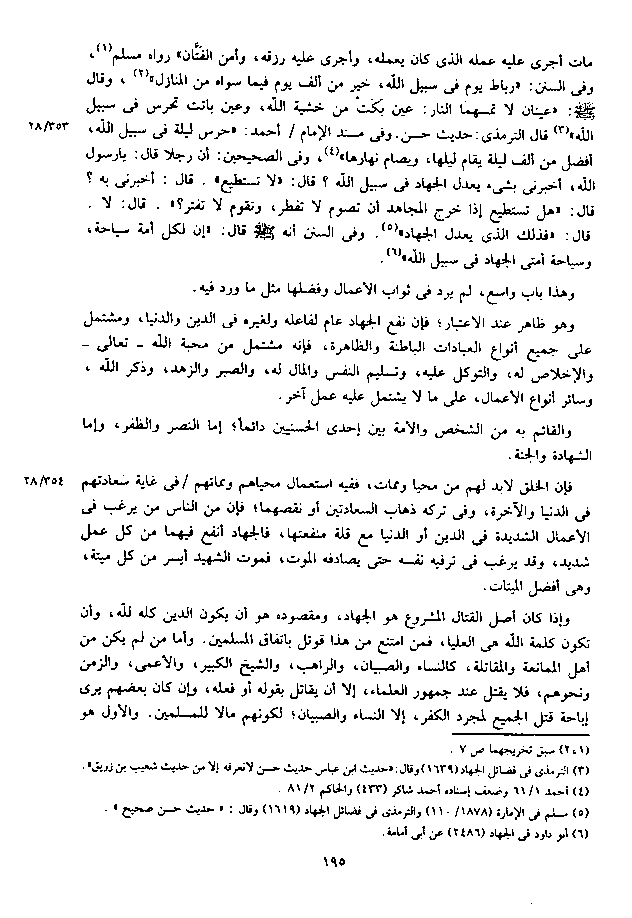 مات أجرى عليه عمله الذى كان يعمله، وأجرى عليه رزقه، وأمن الفَتَّان» رواه مسلم(١)،
وفى السنن: «رباط يوم فى سبيل الله، خير من ألف يوم فيما سواه من المنازل»(٢) ، وقال
ﷺ: «عينان لا تمسهما النار: عين بكَتْ من خشية الله، وعين باتت تحرس فى سبيل
الله»(٣) قال الترمذى: حديث حسن. وفى مسند الإمام / أحمد: «حرس ليلة فى سبيل الله،
٢٨/٣٥٣
أفضل من ألف ليلة يقام ليلها، ويصام نهارها»(٤)، وفى الصحيحين: أن رجلا قال: يارسول
الله، أخبرنى بشىء يعدل الجهاد فى سبيل الله ؟ قال: «لا تستطيع» . قال : أخبرنى به ؟
قال: «هل تستطيع إذا خرج المجاهد أن تصوم لا تفطر، وتقوم لا تفتر؟» . قال: لا .
قال: «فذلك الذى يعدل الجهاد»(٥). وفى السنن أنه ﷺ قال: «إن لكل أمة سياحة،
وسياحة أمتى الجهاد فى سبيل الله»(٦).
وهذا باب واسع، لم يرد فى ثواب الأعمال وفضلها مثل ما ورد فيه.
وهو ظاهر عند الاعتبار؛ فإن نفع الجهاد عام لفاعله ولغيره فى الدين والدنيا، ومشتمل
على جميع أنواع العبادات الباطنة والظاهرة، فإنه مشتمل من محبة الله ـ تعالى ـ
والإخلاص له، والتوكل عليه، وتسليم النفس والمال له، والصبر والزهد، وذكر الله ،
وسائر أنواع الأعمال، على ما لا يشتمل عليه عمل آخر.
والقائم به من الشخص والأمة بين إحدى الحسنيين دائماً؛ إما النصر والظفر، وإما
الشهادة والجنة.
فإن الخلق لابد لهم من محيا وممات، ففيه استعمال محياهم ومماتهم /فى غاية سعادتهم
٢٨/٣٥٤
فى الدنيا والآخرة، وفى تركه ذهاب السعادتين أو نقصهما؛ فإن من الناس من يرغب فى
الأعمال الشديدة فى الدين أو الدنيا مع قلة منفعتها، فالجهاد أنفع فيهما من كل عمل
شديد، وقد يرغب فى ترفيه نفسه حتى يصادفه الموت، فموت الشهيد أيسر من كل ميتة،
وهى أفضل الميتات.
وإذا كان أصل القتال المشروع هو الجهاد، ومقصوده هو أن يكون الدين كله لله، وأن
تكون كلمة الله هى العليا، فمن امتنع من هذا قوتل باتفاق المسلمين. وأما من لم يكن من
أهل الممانعة والمقاتلة، كالنساء والصبيان، والراهب، والشيخ الكبير، والأعمى، والزمن
ونحوهم، فلا يقتل عند جمهور العلماء، إلا أن يقاتل بقوله أو فعله، وإن كان بعضهم يرى
إباحة قتل الجميع لمجرد الكفر، إلا النساء والصبيان؛ لكونهم مالا للمسلمين. والأول هو
(٢،١) سبق تخريجهما ص ٧ .
(٣) الترمذى فى فضائل الجهاد (١٦٣٩) وقال: «حديث ابن عباس حديث حسن لانعرفه إلا من حديث شعيب بن زريق».
(٤) أحمد ٦١/١ وضعف إسناده أحمد شاكر (٤٣٣) والحاكم ٨١/٢ .
(٥) مسلم فى الإمارة (١٨٧٨/ ١١٠) والترمذى فى فضائل الجهاد (١٦١٩) وقال : « حديث حسن صحيح » .
(٦) أبو داود فى الجهاد (٢٤٨٦) عن أبى أمامة.
١٩٥